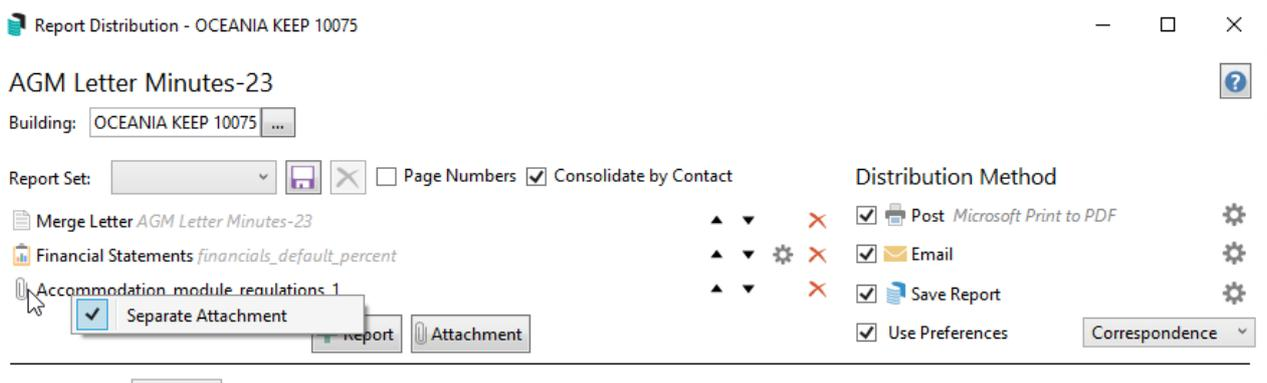 Report Distribution - OCEANIA KEEP 10075
AGM Letter Minutes-23
Building: OCEANIA KEEP 10075 ...
Report Set: Page Numbers Consolidate by Contact
Merge Letter AGM Letter Minutes-23
Financial Statements financials_default_percent
Accommodation_module_regulations_1
Separate Attachment
Report Attachment
Distribution Method
Post Microsoft Print to PDF
Email
Save Report
Use Preferences Correspondence